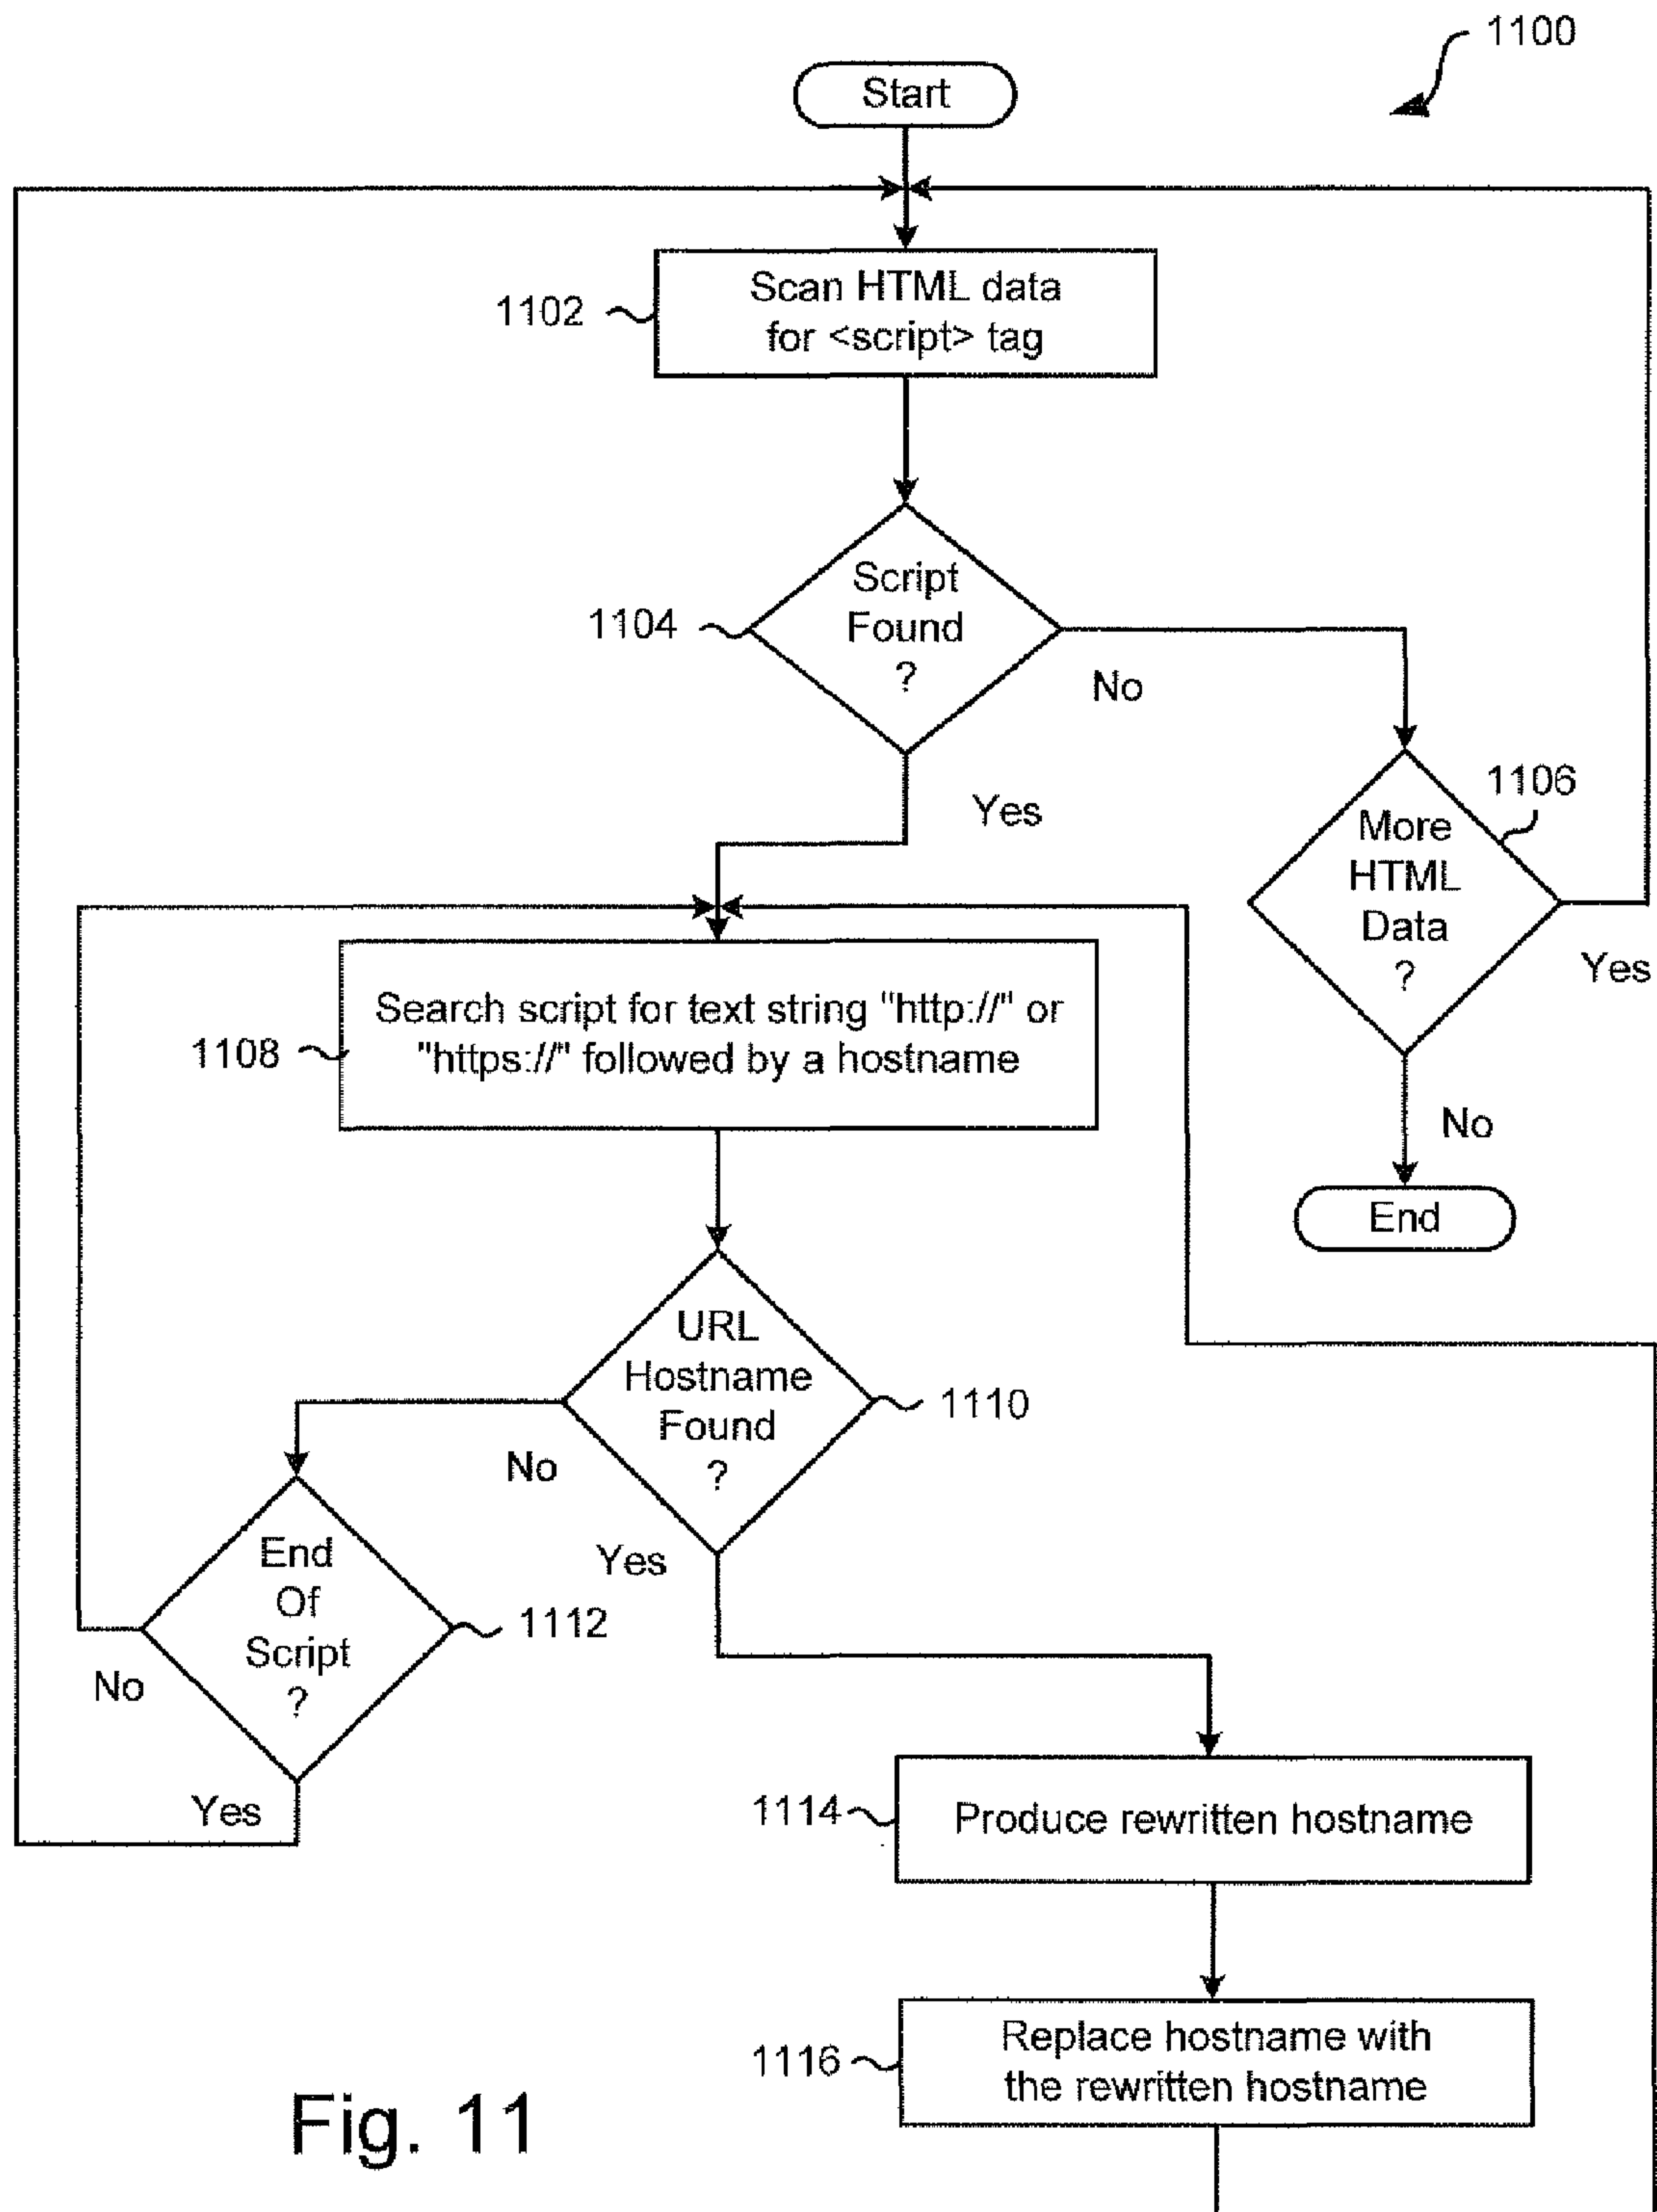 1100
Start
1102
Scan HTML data
for <script> tag
1104
Script
Found
?
No
Yes
1106
More
HTML
Data
?
Yes
No
End
1108
Search script for text string "http://" or
"https://" followed by a hostname
URL
Hostname
Found
?
1110
No
Yes
End
Of
Script
?
1112
No
Yes
1114
Produce rewritten hostname
1116
Replace hostname with
the rewritten hostname
Fig. 11